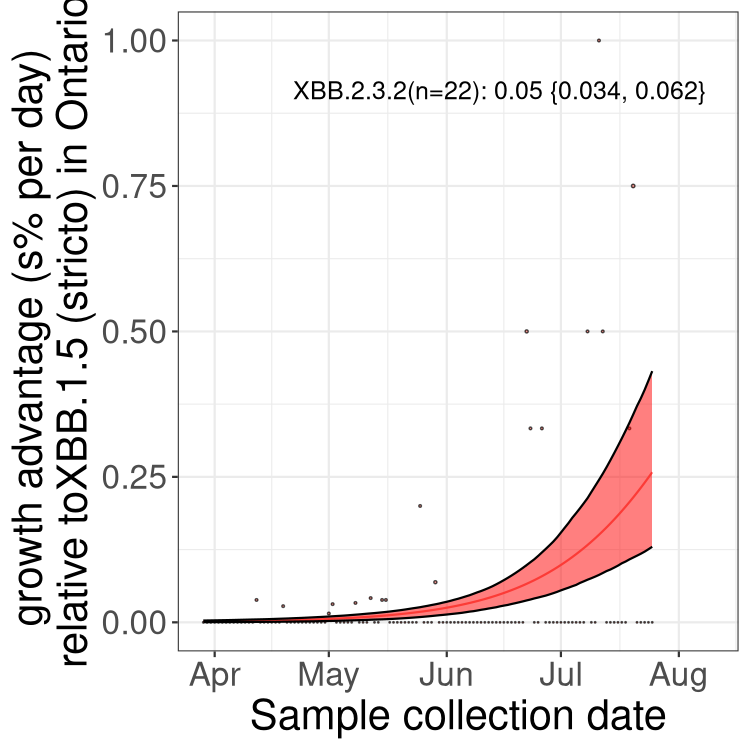 growth advantage (s% per day)
relative toXBB.1.5 (stricto) in Ontario
1.00
XBB.2.3.2(n=22): 0.05 {0.034, 0.062}
0.75
0.50
0.25
0.00
Apr May Jun Jul Aug
Sample collection date